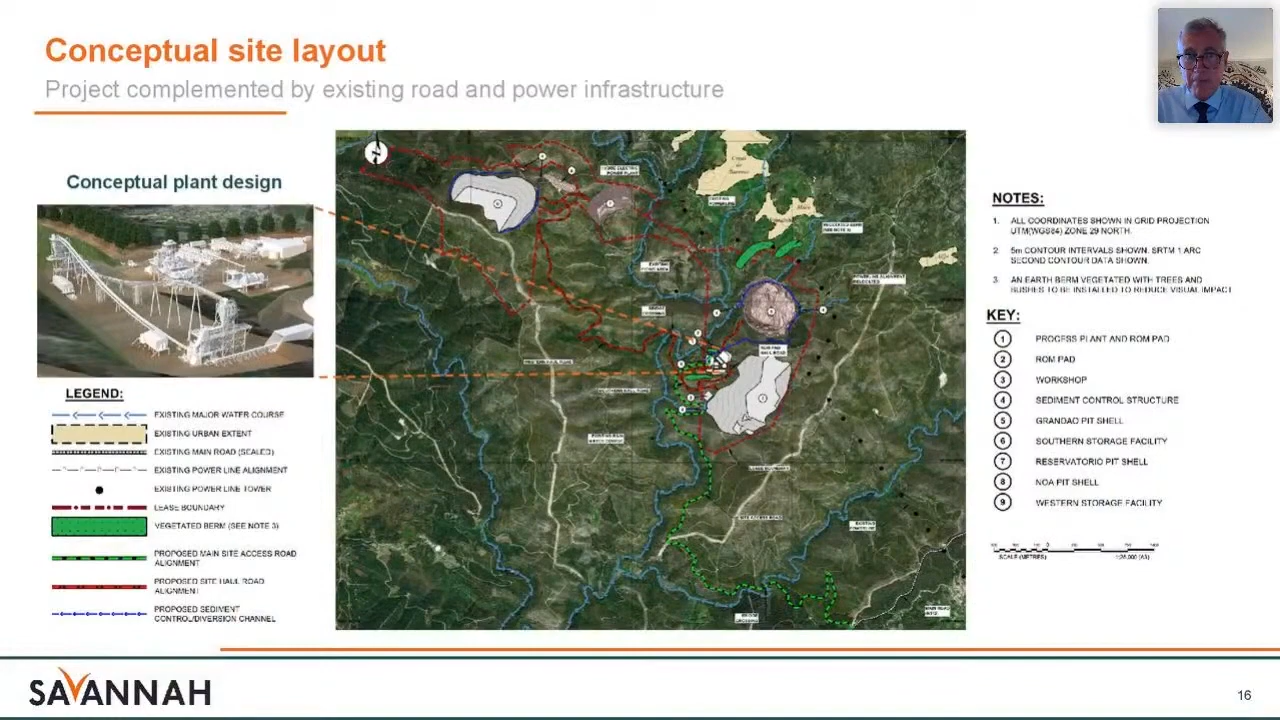 Conceptual site layout
Project complemented by existing road and power infrastructure
Conceptual plant design
LEGEND:
EXISTING MAJOR WATER COURSE
EXISTING URBAN EXTENT
EXISTING MAIN ROAD (SEALED)
EXISTING POWER LINE ALIGNMENT
EXISTING POWER LINE TOWER
LEASE BOUNDARY
VEGETATED BERM (SEE NOTE 3)
PROPOSED MAIN SITE ACCESS ROAD
ALIGNMENT
PROPOSED SITE HAUL ROAD
ALIGNMENT
PROPOSED SEDIMENT
CONTROL/DIVERSION CHANNEL
NOTES:
1. ALL COORDINATES SHOWN IN GRID PROJECTION
UTM(WGS84) ZONE 29 NORTH.
2. 5m CONTOUR INTERVALS SHOWN. SRTM 1 ARC
SECOND CONTOUR DATA SHOWN.
3. AN EARTH BERM VEGETATED WITH TREES AND
BUSHES TO BE INSTALLED TO REDUCE VISUAL IMPACT
KEY:
1 PROCESS PLANT AND ROM PAD
2 ROM PAD
3 WORKSHOP
4 SEDIMENT CONTROL STRUCTURE
5 GRANDAO PIT SHELL
6 SOUTHERN STORAGE FACILITY
7 RESERVATORIO PIT SHELL
8 NOA PIT SHELL
9 WESTERN STORAGE FACILITY
SCALE (METRES)
1:25,000 (A3)
SAVANNAH
16